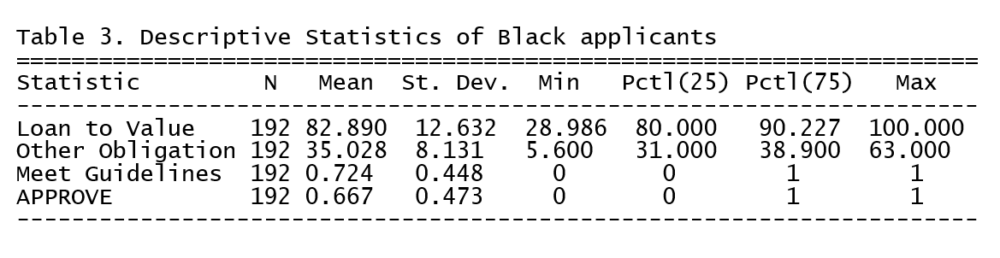 Table 3. Descriptive Statistics of Black applicants
======================================================================
Statistic N Mean St. Dev. Min Pctl(25) Pctl(75) Max
----------------------------------------------------------------------
Loan to Value 192 82.890 12.632 28.986 80.000 90.227 100.000
Other Obligation 192 35.028 8.131 5.600 31.000 38.900 63.000
Meet Guidelines 192 0.724 0.448 0 0 1 1
APPROVE 192 0.667 0.473 0 0 1 1
----------------------------------------------------------------------